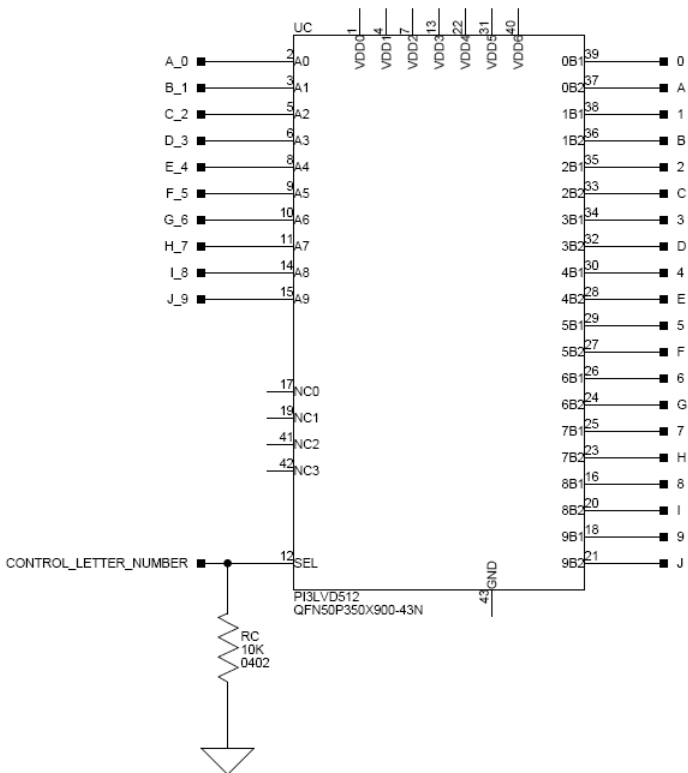 UC
1 4 7 13 22 31 40
VDD0 VDD1 VDD2 VDD3 VDD4 VDD5 VDD6
A_0 2 A0
B_1 3 A1
C_2 5 A2
D_3 6 A3
E_4 8 A4
F_5 9 A5
G_6 10 A6
H_7 11 A7
I_8 14 A8
J_9 15 A9
17 NC0
19 NC1
41 NC2
42 NC3
CONTROL_LETTER_NUMBER 12 SEL
0B1 39 0
0B2 37 A
1B1 38 1
1B2 36 B
2B1 35 2
2B2 33 C
3B1 34 3
3B2 32 D
4B1 30 4
4B2 28 E
5B1 29 5
5B2 27 F
6B1 26 6
6B2 24 G
7B1 25 7
7B2 23 H
8B1 16 8
8B2 20 I
9B1 18 9
9B2 21 J
43 GND
PI3LVD512
QFN50P350X900-43N
RC
10K
0402